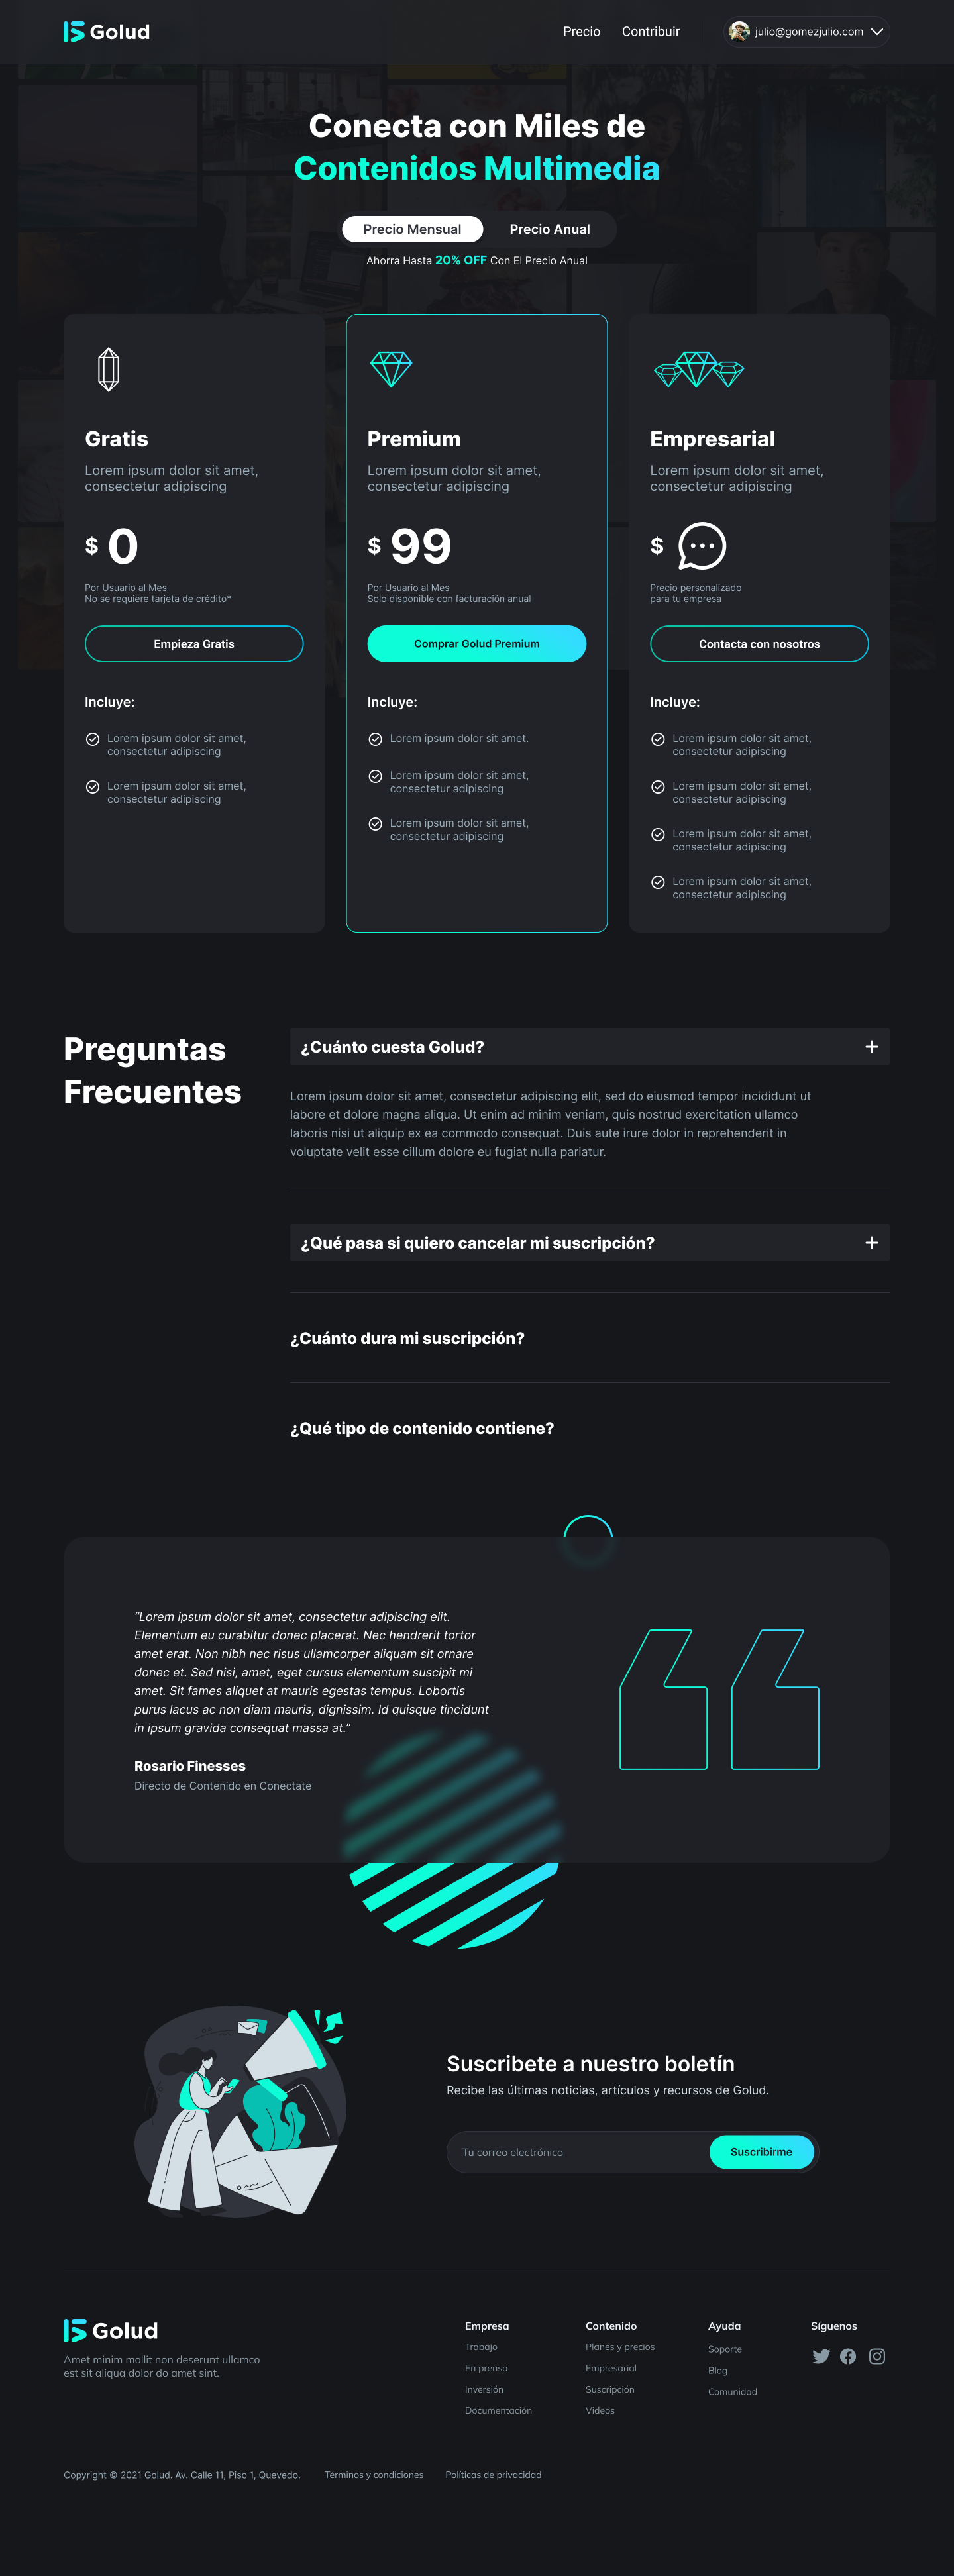 Golud
Precio
Contribuir
julio@gomezjulio.com
Conecta con Miles de
Contenidos Multimedia
Precio Mensual
Precio Anual
Ahorra Hasta 20% OFF Con El Precio Anual
Gratis
Lorem ipsum dolor sit amet,
consectetur adipiscing
$ 0
Por Usuario al Mes
No se requiere tarjeta de crédito*
Empieza Gratis
Incluye:
Lorem ipsum dolor sit amet,
consectetur adipiscing
Lorem ipsum dolor sit amet,
consectetur adipiscing
Premium
Lorem ipsum dolor sit amet,
consectetur adipiscing
$ 99
Por Usuario al Mes
Solo disponible con facturación anual
Comprar Golud Premium
Incluye:
Lorem ipsum dolor sit amet.
Lorem ipsum dolor sit amet,
consectetur adipiscing
Lorem ipsum dolor sit amet,
consectetur adipiscing
Empresarial
Lorem ipsum dolor sit amet,
consectetur adipiscing
$
Precio personalizado
para tu empresa
Contacta con nosotros
Incluye:
Lorem ipsum dolor sit amet,
consectetur adipiscing
Lorem ipsum dolor sit amet,
consectetur adipiscing
Lorem ipsum dolor sit amet,
consectetur adipiscing
Lorem ipsum dolor sit amet,
consectetur adipiscing
Preguntas
Frecuentes
¿Cuánto cuesta Golud?
Lorem ipsum dolor sit amet, consectetur adipiscing elit, sed do eiusmod tempor incididunt ut
labore et dolore magna aliqua. Ut enim ad minim veniam, quis nostrud exercitation ullamco
laboris nisi ut aliquip ex ea commodo consequat. Duis aute irure dolor in reprehenderit in
voluptate velit esse cillum dolore eu fugiat nulla pariatur.
¿Qué pasa si quiero cancelar mi suscripción?
¿Cuánto dura mi suscripción?
¿Qué tipo de contenido contiene?
“Lorem ipsum dolor sit amet, consectetur adipiscing elit.
Elementum eu curabitur donec placerat. Nec hendrerit tortor
amet erat. Non nibh nec risus ullamcorper aliquam sit ornare
donec et. Sed nisi, amet, eget cursus elementum suscipit mi
amet. Sit fames aliquet at mauris egestas tempus. Lobortis
purus lacus ac non diam mauris, dignissim. Id quisque tincidunt
in ipsum gravida consequat massa at.”
Rosario Finesses
Directo de Contenido en Conectate
Suscribete a nuestro boletín
Recibe las últimas noticias, artículos y recursos de Golud.
Tu correo electrónico
Suscribirme
Golud
Amet minim mollit non deserunt ullamco
est sit aliqua dolor do amet sint.
Empresa
Trabajo
En prensa
Inversión
Documentación
Contenido
Planes y precios
Empresarial
Suscripción
Videos
Ayuda
Soporte
Blog
Comunidad
Síguenos
Copyright © 2021 Golud. Av. Calle 11, Piso 1, Quevedo.
Términos y condiciones
Políticas de privacidad